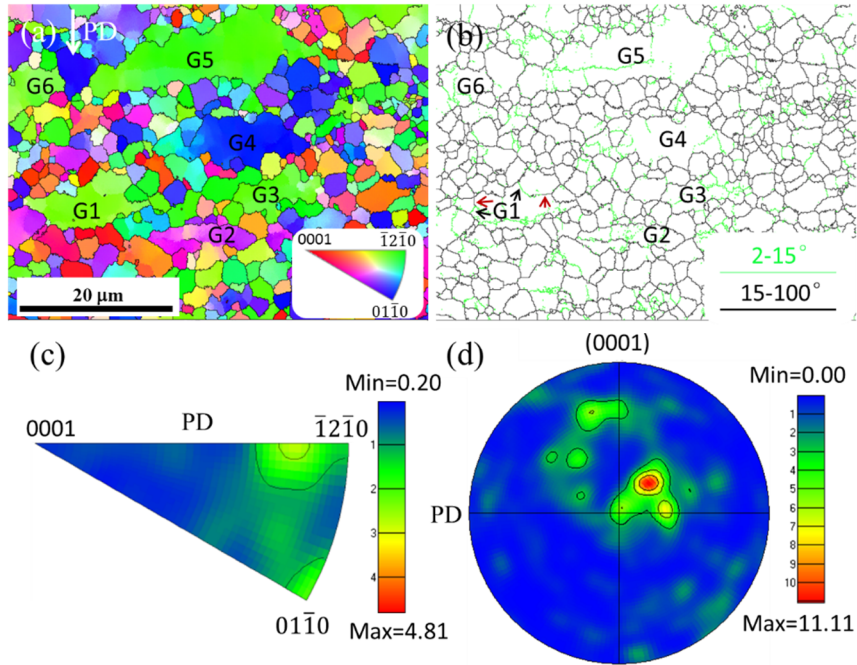 (a)
PD
G5
G6
G4
G3
G1
G2
20 μm
0001
1̄21̄0
011̄0
(b)
G5
G6
G4
G3
G1
G2
2-15°
15-100°
(c)
Min=0.20
0001
PD
1̄21̄0
1
2
3
4
011̄0
Max=4.81
(d)
(0001)
Min=0.00
PD
1
2
3
4
5
6
7
8
9
10
Max=11.11